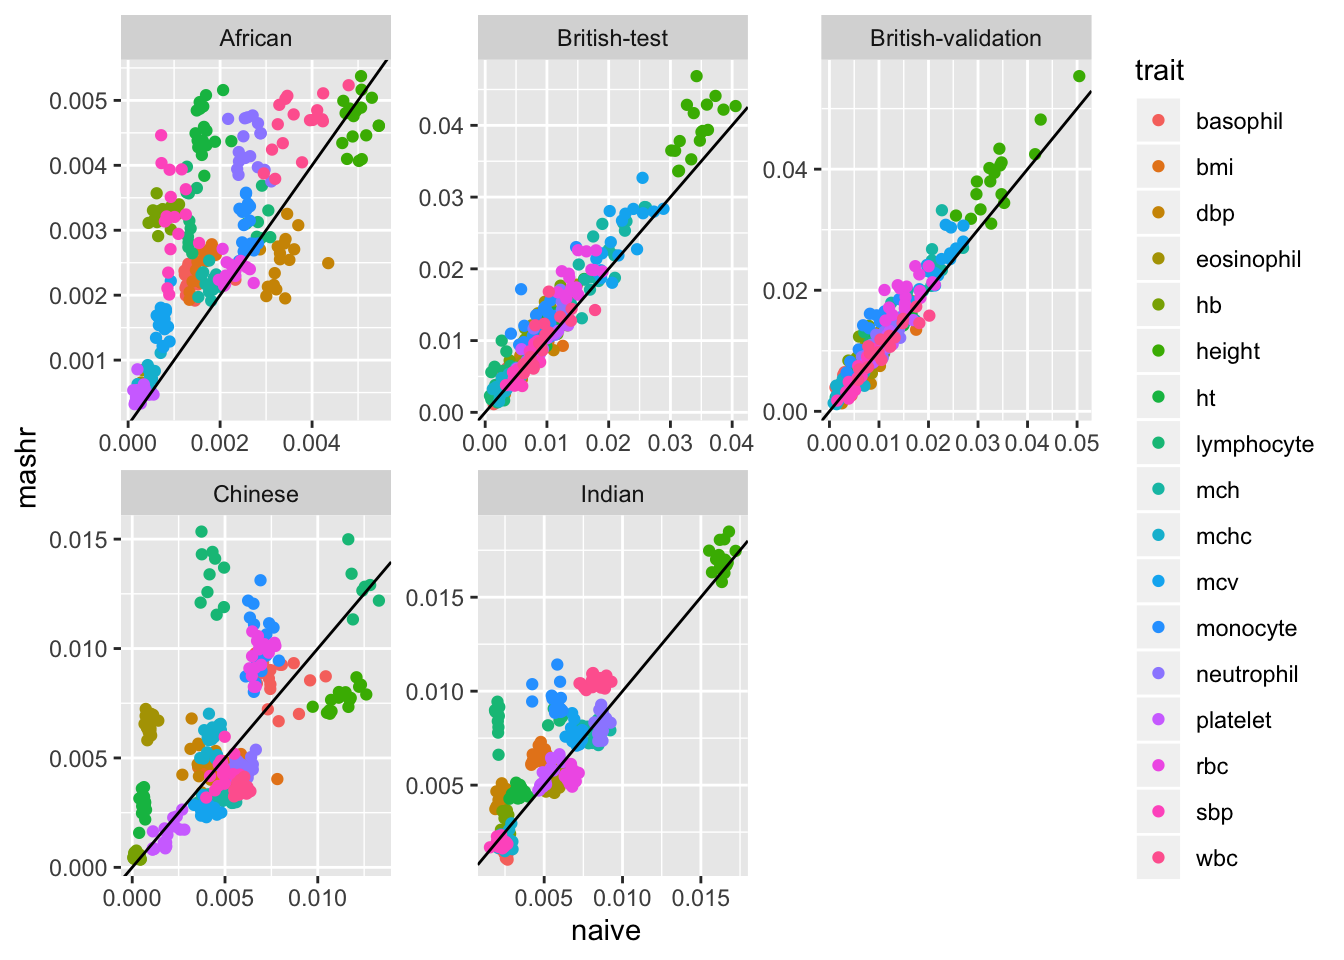 African
British-test
British-validation
0.005
0.004
0.003
0.002
0.001
0.000 0.002 0.004
0.04
0.03
0.02
0.01
0.00
0.00 0.01 0.02 0.03 0.04
0.04
0.02
0.00
0.00 0.01 0.02 0.03 0.04 0.05
Chinese
Indian
0.015
0.010
0.005
0.000
0.000 0.005 0.010
0.015
0.010
0.005
0.005 0.010 0.015
mashr
naive
trait
basophil
bmi
dbp
eosinophil
hb
height
ht
lymphocyte
mch
mchc
mcv
monocyte
neutrophil
platelet
rbc
sbp
wbc